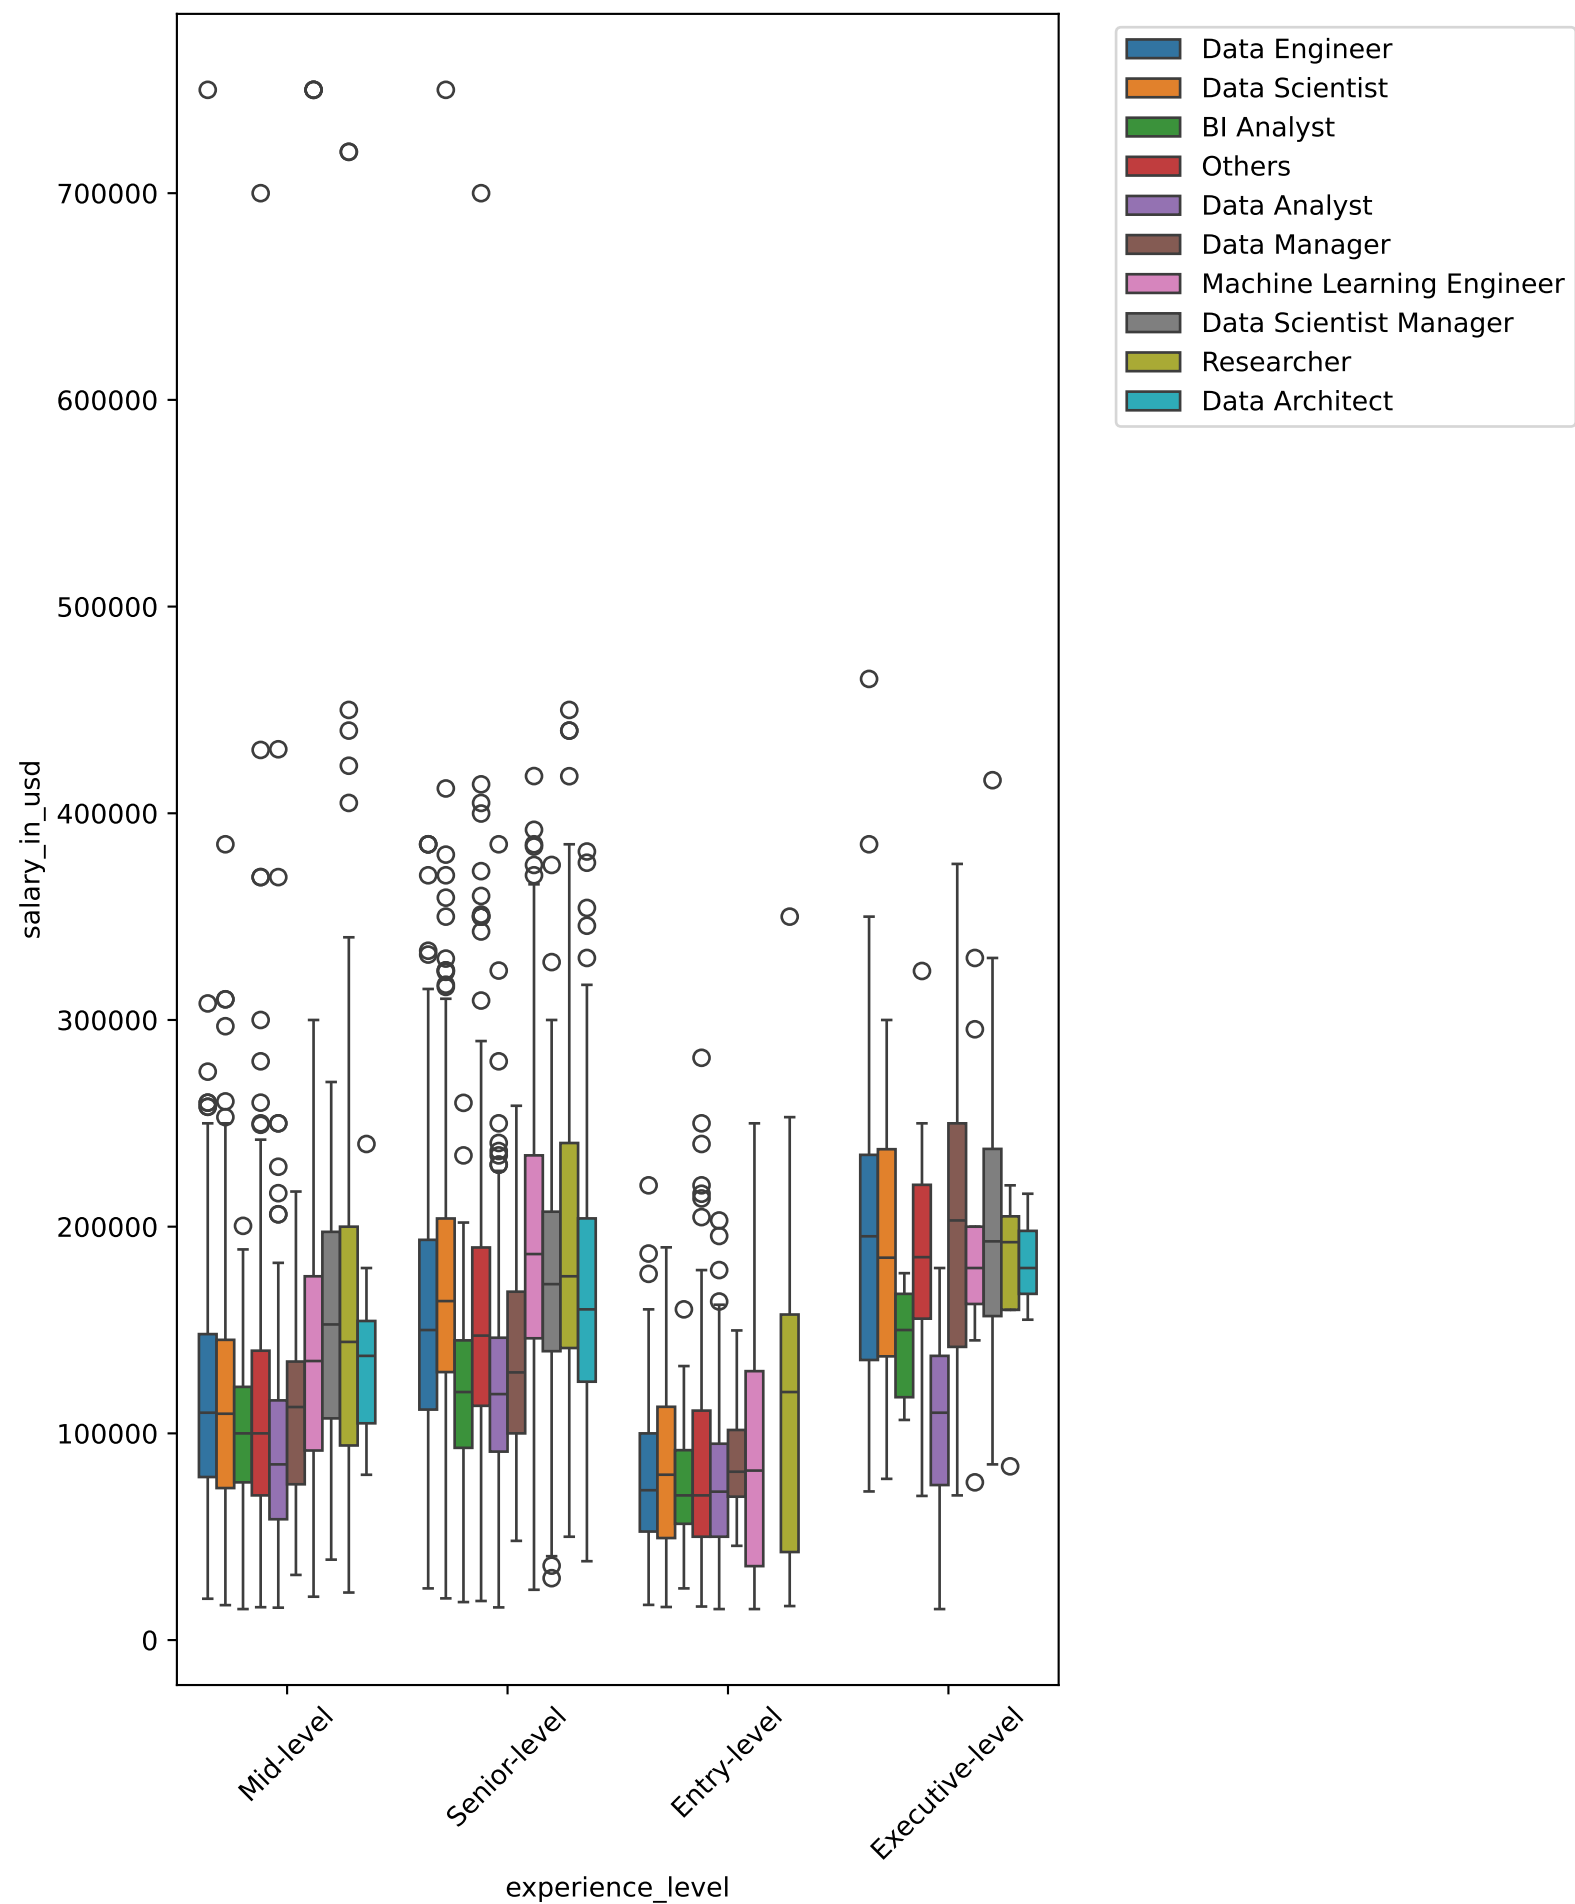 Data Engineer
Data Scientist
BI Analyst
Others
Data Analyst
Data Manager
Machine Learning Engineer
Data Scientist Manager
Researcher
Data Architect
700000
600000
500000
400000
300000
200000
100000
0
salary_in_usd
Mid-level
Senior-level
Entry-level
Executive-level
experience_level